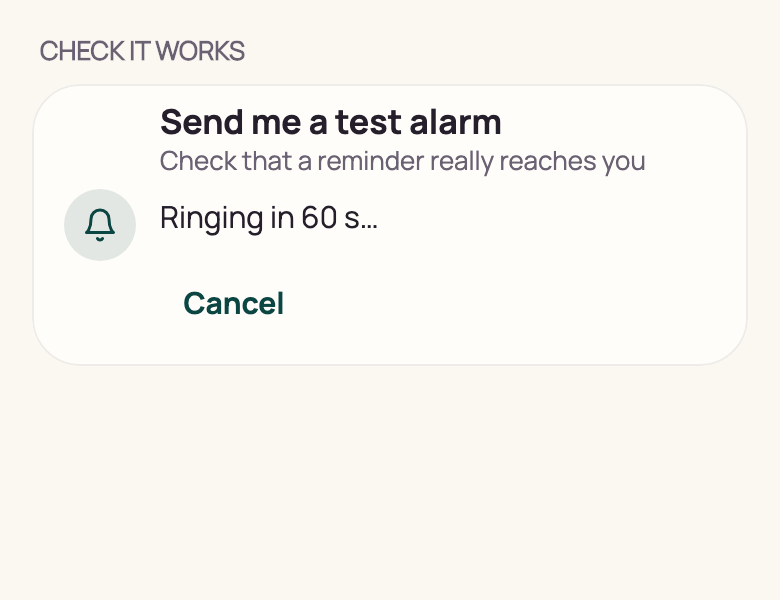 CHECK IT WORKS
Send me a test alarm
Check that a reminder really reaches you
Ringing in 60 s...
Cancel